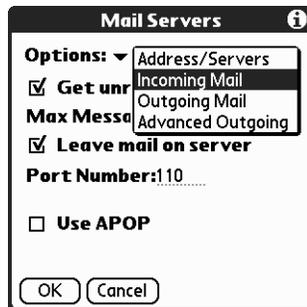 Mail Servers
Options:
Address/Servers
Incoming Mail
Outgoing Mail
Advanced Outgoing
Get unr
Max Messa
Leave mail on server
Port Number:110
Use APOP
OK Cancel